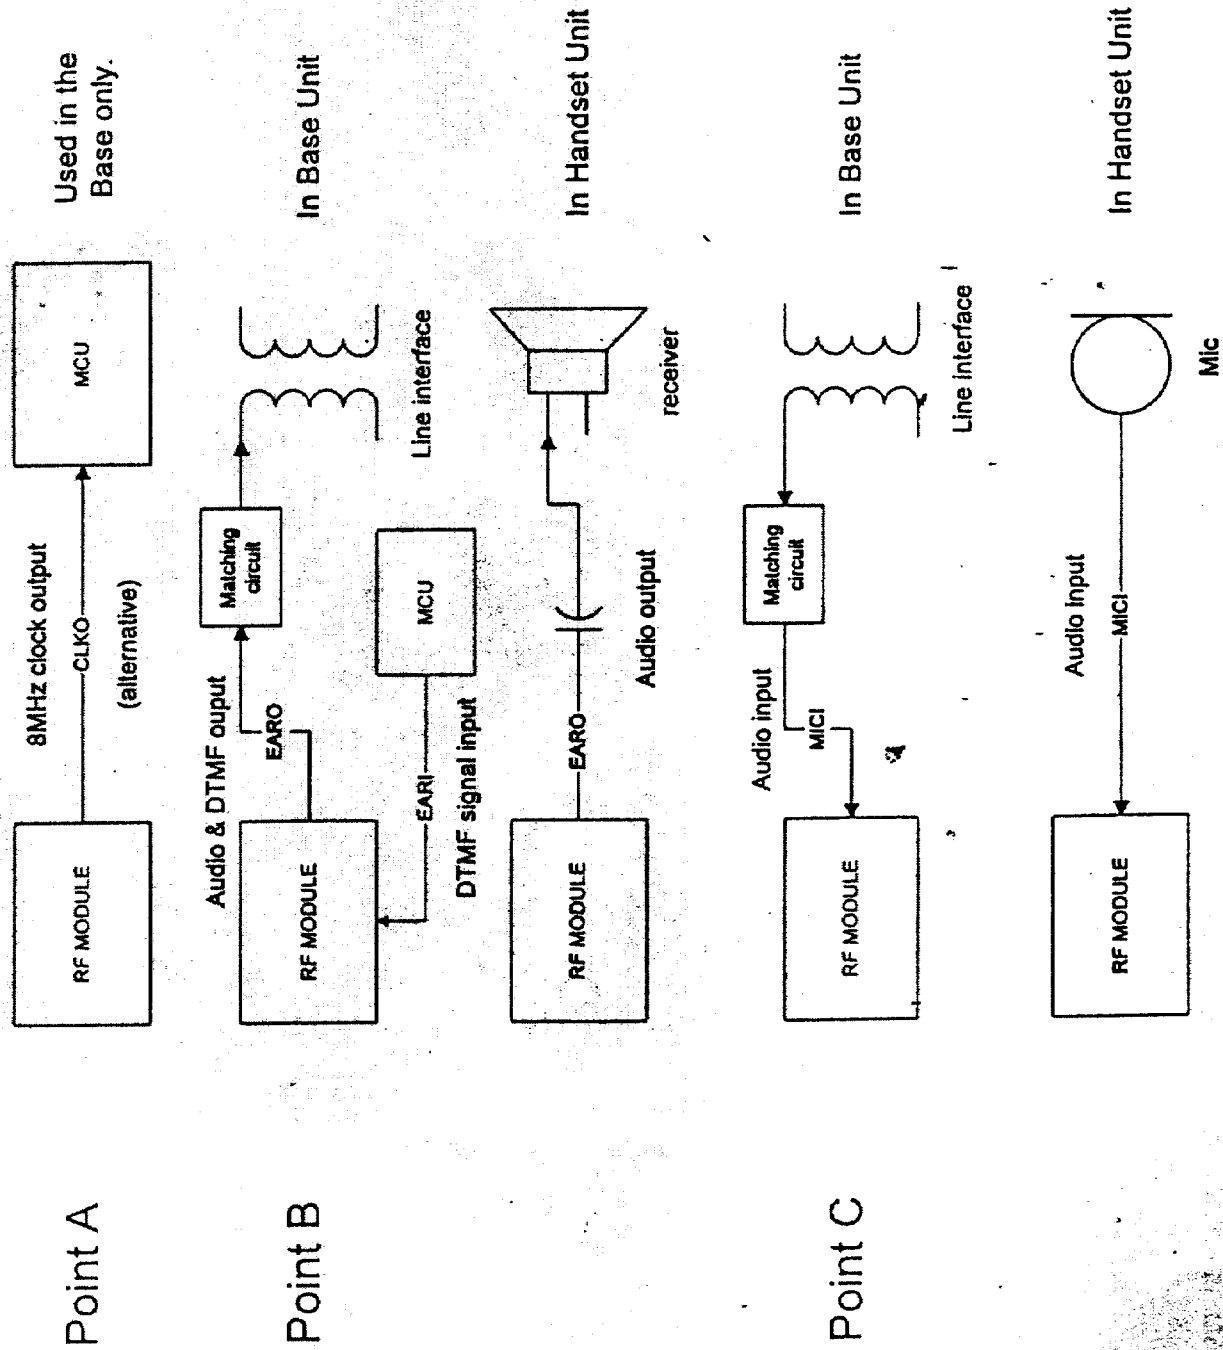 Point A
RF MODULE
8MHz clock output
CLKO
(alternative)
MCU
Used in the
Base only.
Point B
RF MODULE
Audio & DTMF ouput
EARO
Matching
circuit
Line interface
EARI
DTMF signal input
MCU
In Base Unit
RF MODULE
EARO
Audio output
receiver
In Handset Unit
Point C
RF MODULE
Audio input
MICI
Matching
circuit
Line interface
In Base Unit
RF MODULE
Audio input
MICI
Mic
In Handset Unit